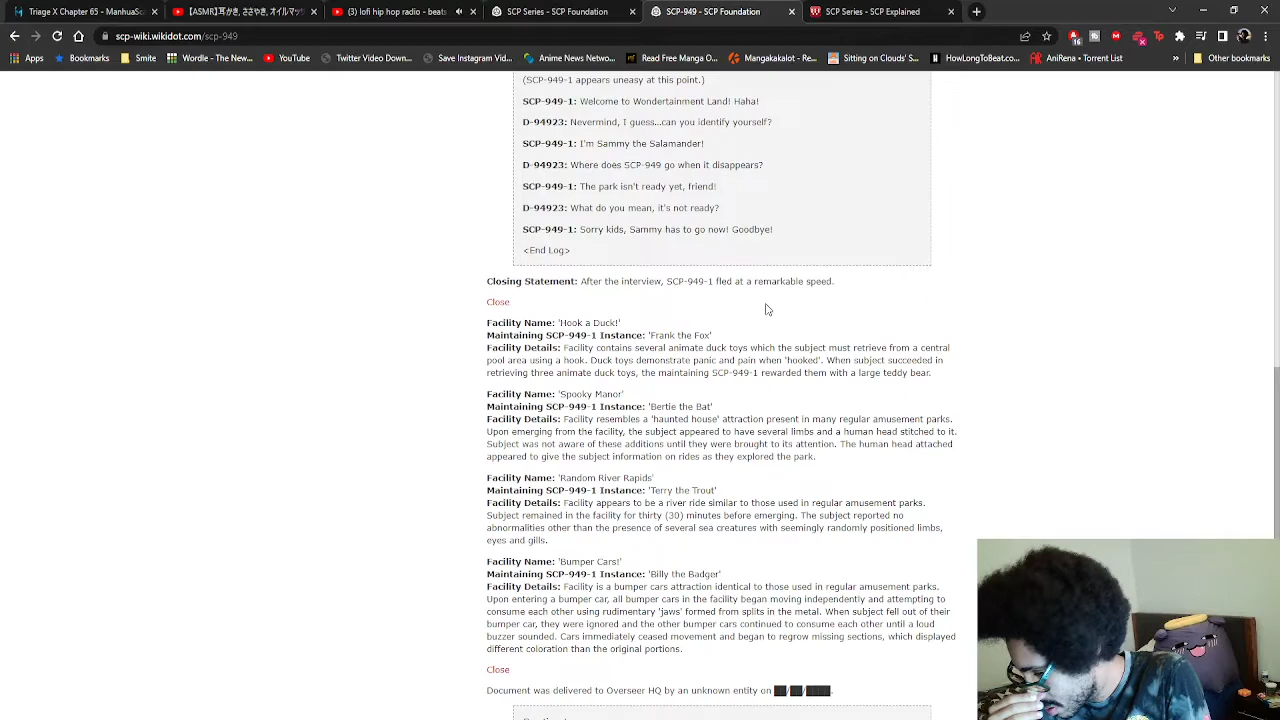 Triage X Chapter 65 - ManhuaSc
【ASMR】耳かき、ささやき、オイルマッ
(3) lofi hip hop radio - bea
SCP Series - SCP Foundation
SCP-949 - SCP Foundation
SCP Series - SCP Explained
scp-wiki.wikidot.com/scp-949
16
Apps
Bookmarks
Smite
Wordle - The New...
YouTube
Twitter Video Down...
Save Instagram Vid...
Anime News Netwo...
Read Free Manga O...
Mangakakalot - Re...
Sitting on Clouds' S...
HowLongToBeat.co...
AniRena • Torrent List
»
Other bookmarks
(SCP-949-1 appears uneasy at this point.)
SCP-949-1: Welcome to Wondertainment Land! Haha!
D-94923: Nevermind, I guess...can you identify yourself?
SCP-949-1: I'm Sammy the Salamander!
D-94923: Where does SCP-949 go when it disappears?
SCP-949-1: The park isn't ready yet, friend!
D-94923: What do you mean, it's not ready?
SCP-949-1: Sorry kids, Sammy has to go now! Goodbye!
<End Log>
Closing Statement: After the interview, SCP-949-1 fled at a remarkable speed.
Close
Facility Name: 'Hook a Duck!'
Maintaining SCP-949-1 Instance: 'Frank the Fox'
Facility Details: Facility contains several animate duck toys which the subject must retrieve from a central
pool area using a hook. Duck toys demonstrate panic and pain when 'hooked'. When subject succeeded in
retrieving three animate duck toys, the maintaining SCP-949-1 rewarded them with a large teddy bear.
Facility Name: 'Spooky Manor'
Maintaining SCP-949-1 Instance: 'Bertie the Bat'
Facility Details: Facility resembles a 'haunted house' attraction present in many regular amusement parks.
Upon emerging from the facility, the subject appeared to have several limbs and a human head stitched to it.
Subject was not aware of these additions until they were brought to its attention. The human head attached
appeared to give the subject information on rides as they explored the park.
Facility Name: 'Random River Rapids'
Maintaining SCP-949-1 Instance: 'Terry the Trout'
Facility Details: Facility appears to be a river ride similar to those used in regular amusement parks.
Subject remained in the facility for thirty (30) minutes before emerging. The subject reported no
abnormalities other than the presence of several sea creatures with seemingly randomly positioned limbs,
eyes and gills.
Facility Name: 'Bumper Cars!'
Maintaining SCP-949-1 Instance: 'Billy the Badger'
Facility Details: Facility is a bumper cars attraction identical to those used in regular amusement parks.
Upon entering a bumper car, all bumper cars in the facility began moving independently and attempting to
consume each other using rudimentary 'jaws' formed from splits in the metal. When subject fell out of their
bumper car, they were ignored and the other bumper cars continued to consume each other until a loud
buzzer sounded. Cars immediately ceased movement and began to regrow missing sections, which displayed
different coloration than the original portions.
Close
Document was delivered to Overseer HQ by an unknown entity on ██/██/████.